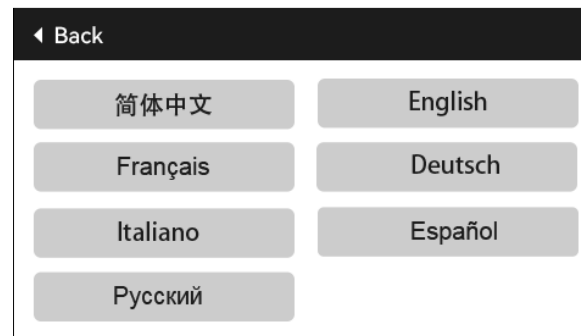 Back
简体中文
English
Français
Deutsch
Italiano
Español
Русский